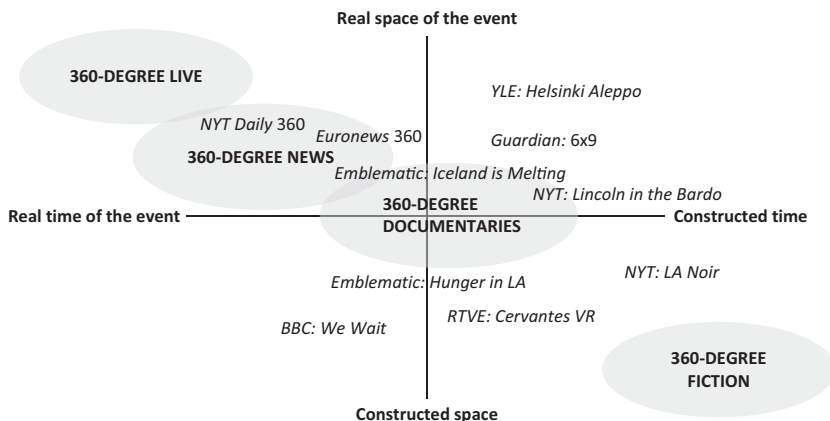 Real space of the event
360-DEGREE LIVE
YLE: Helsinki Aleppo
NYT Daily 360
Euronews 360
Guardian: 6x9
360-DEGREE NEWS
Emblematic: Iceland is Melting
NYT: Lincoln in the Bardo
360-DEGREE
DOCUMENTARIES
Real time of the event
Constructed time
NYT: LA Noir
Emblematic: Hunger in LA
RTVE: Cervantes VR
BBC: We Wait
360-DEGREE
FICTION
Constructed space